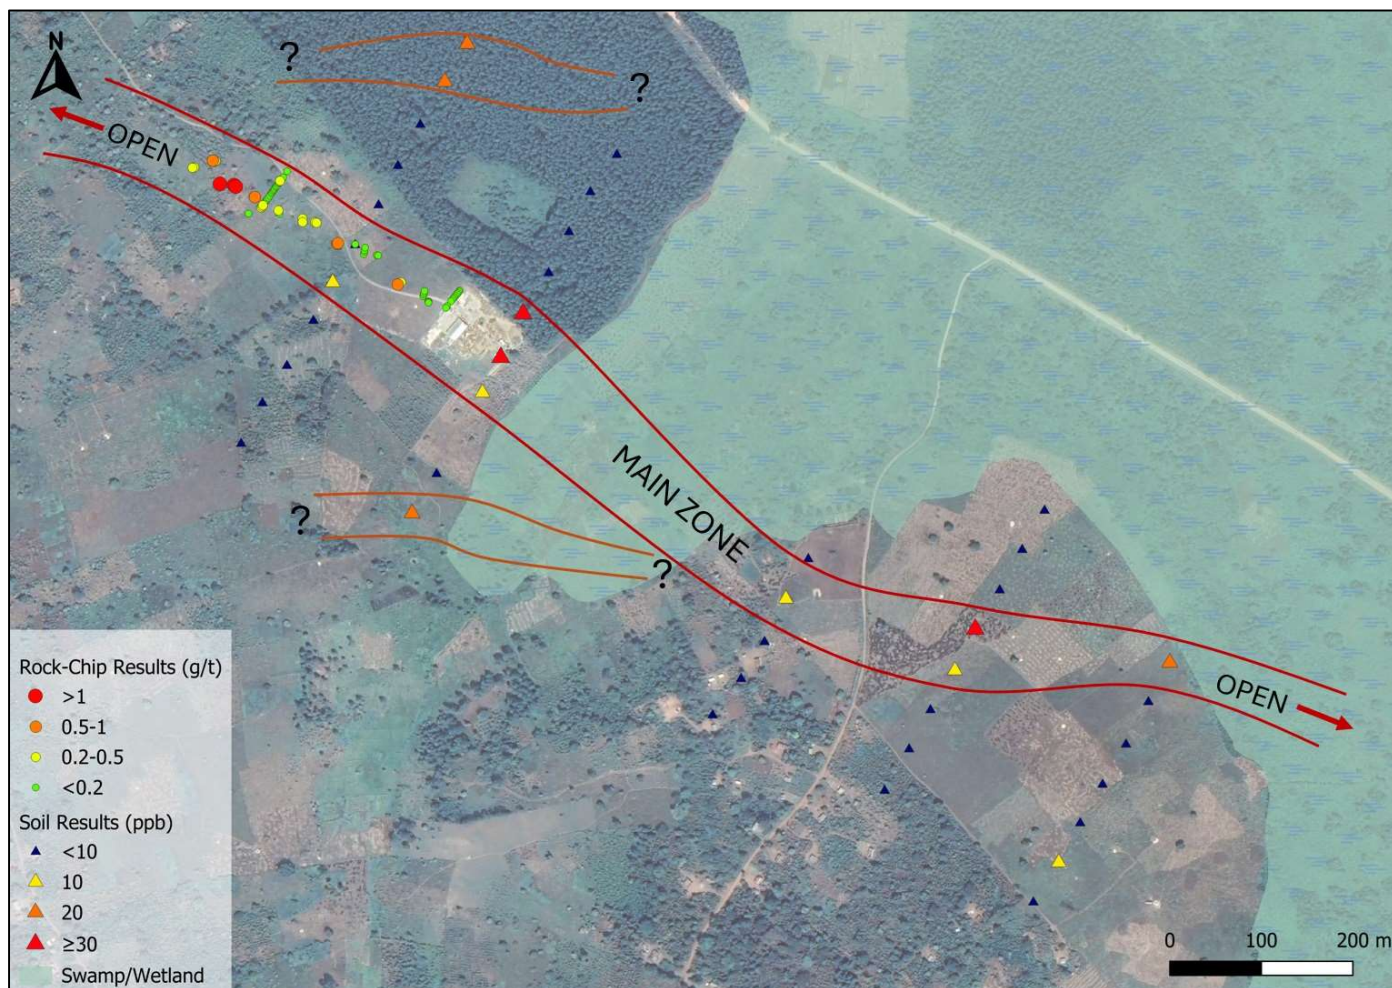 N
?
?
OPEN
MAIN ZONE
?
?
OPEN
Rock-Chip Results (g/t)
>1
0.5-1
0.2-0.5
<0.2
Soil Results (ppb)
<10
10
20
≥30
Swamp/Wetland
0 100 200 m